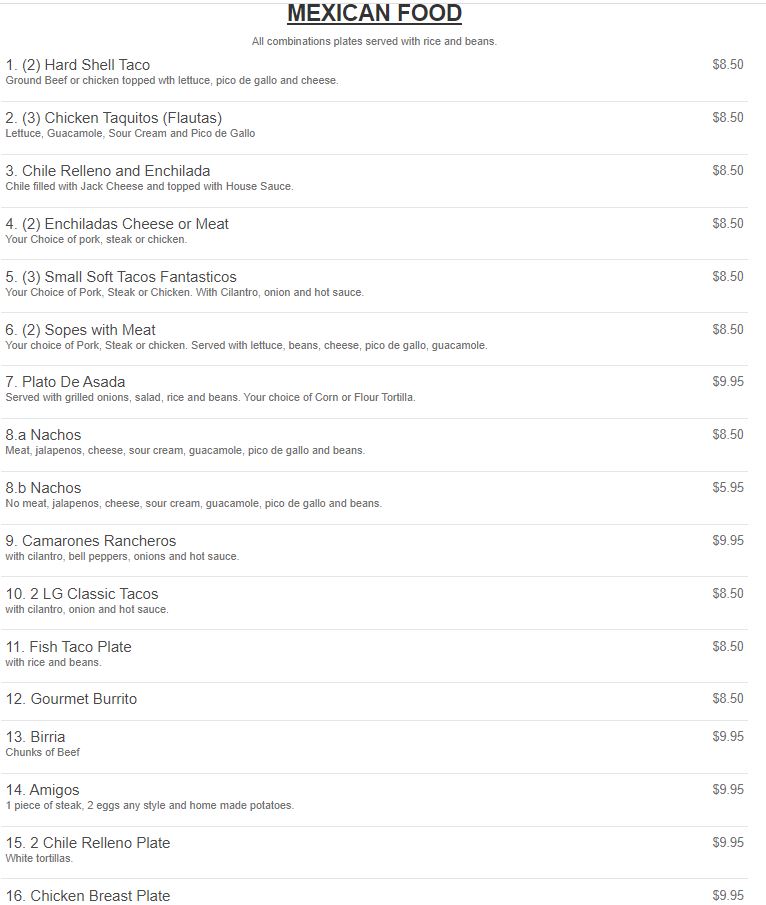 MEXICAN FOOD
All combinations plates served with rice and beans.
1. (2) Hard Shell Taco $8.50
Ground Beef or chicken topped wth lettuce, pico de gallo and cheese.
2. (3) Chicken Taquitos (Flautas) $8.50
Lettuce, Guacamole, Sour Cream and Pico de Gallo
3. Chile Relleno and Enchilada $8.50
Chile filled with Jack Cheese and topped with House Sauce.
4. (2) Enchiladas Cheese or Meat $8.50
Your Choice of pork, steak or chicken.
5. (3) Small Soft Tacos Fantasticos $8.50
Your Choice of Pork, Steak or Chicken. With Cilantro, onion and hot sauce.
6. (2) Sopes with Meat $8.50
Your choice of Pork, Steak or chicken. Served with lettuce, beans, cheese, pico de gallo, guacamole.
7. Plato De Asada $9.95
Served with grilled onions, salad, rice and beans. Your choice of Corn or Flour Tortilla.
8.a Nachos $8.50
Meat, jalapenos, cheese, sour cream, guacamole, pico de gallo and beans.
8.b Nachos $5.95
No meat, jalapenos, cheese, sour cream, guacamole, pico de gallo and beans.
9. Camarones Rancheros $9.95
with cilantro, bell peppers, onions and hot sauce.
10. 2 LG Classic Tacos $8.50
with cilantro, onion and hot sauce.
11. Fish Taco Plate $8.50
with rice and beans.
12. Gourmet Burrito $8.50
13. Birria $9.95
Chunks of Beef
14. Amigos $9.95
1 piece of steak, 2 eggs any style and home made potatoes.
15. 2 Chile Relleno Plate $9.95
White tortillas.
16. Chicken Breast Plate $9.95